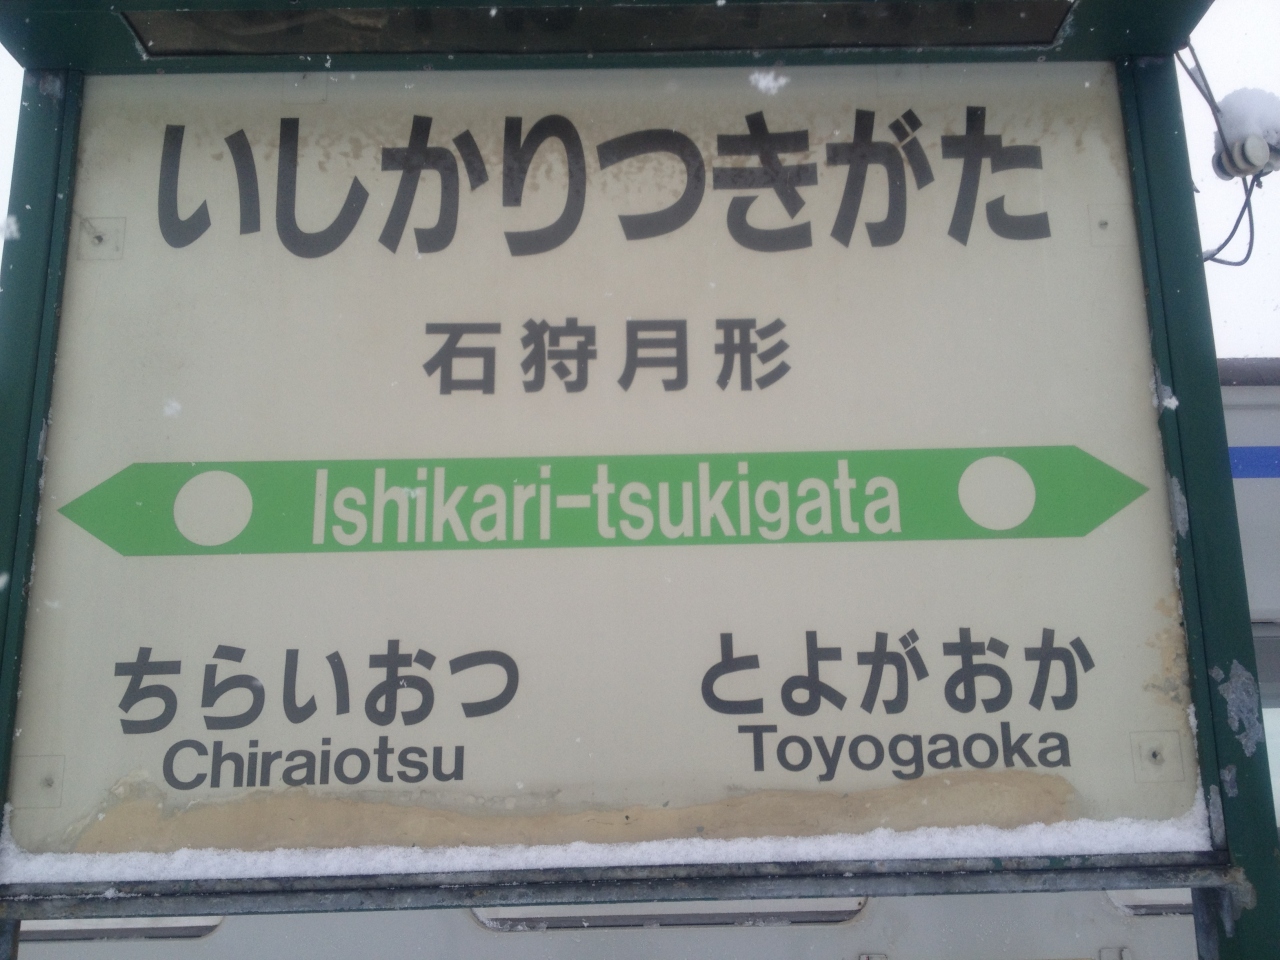 いしかりつきがた
石狩月形
Ishikari-tsukigata
ちらいおつ
Chiraiotsu
とよがおか
Toyogaoka